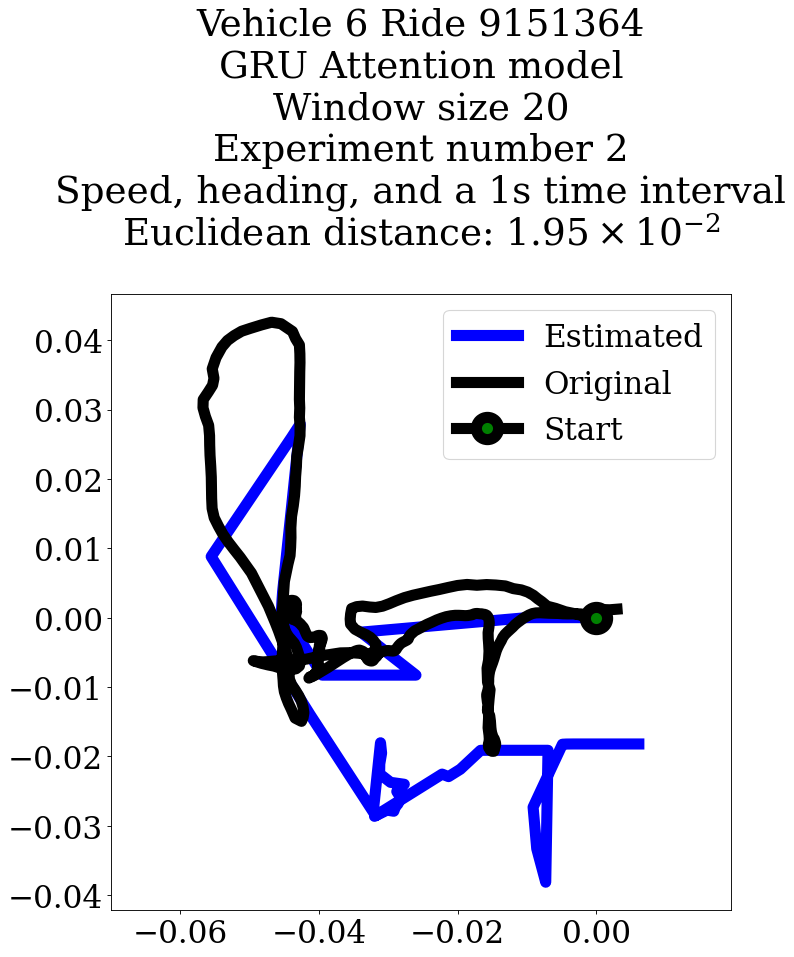 Vehicle 6 Ride 9151364
GRU Attention model
Window size 20
Experiment number 2
Speed, heading, and a 1s time interval
Euclidean distance: 1.95 × 10⁻²
Estimated
Original
Start
0.04
0.03
0.02
0.01
0.00
−0.01
−0.02
−0.03
−0.04
−0.06 −0.04 −0.02 0.00